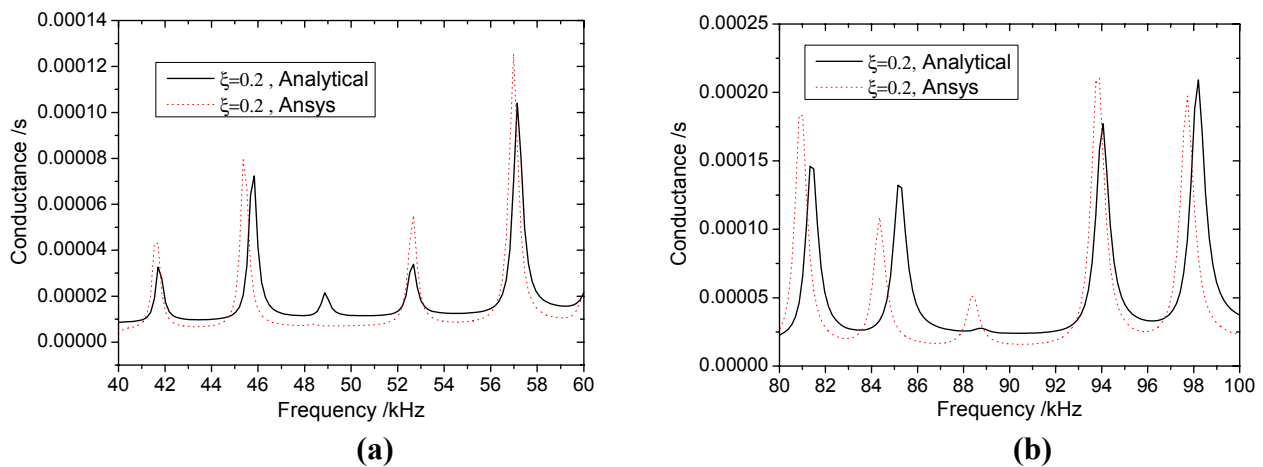 0.00014
0.00012
0.00010
0.00008
0.00006
0.00004
0.00002
0.00000
Conductance /s
ξ=0.2 , Analytical
ξ=0.2 , Ansys
40 42 44 46 48 50 52 54 56 58 60
Frequency /kHz
(a)
0.00025
0.00020
0.00015
0.00010
0.00005
0.00000
Conductance /s
ξ=0.2, Analytical
ξ=0.2, Ansys
80 82 84 86 88 90 92 94 96 98 100
Frequency /kHz
(b)